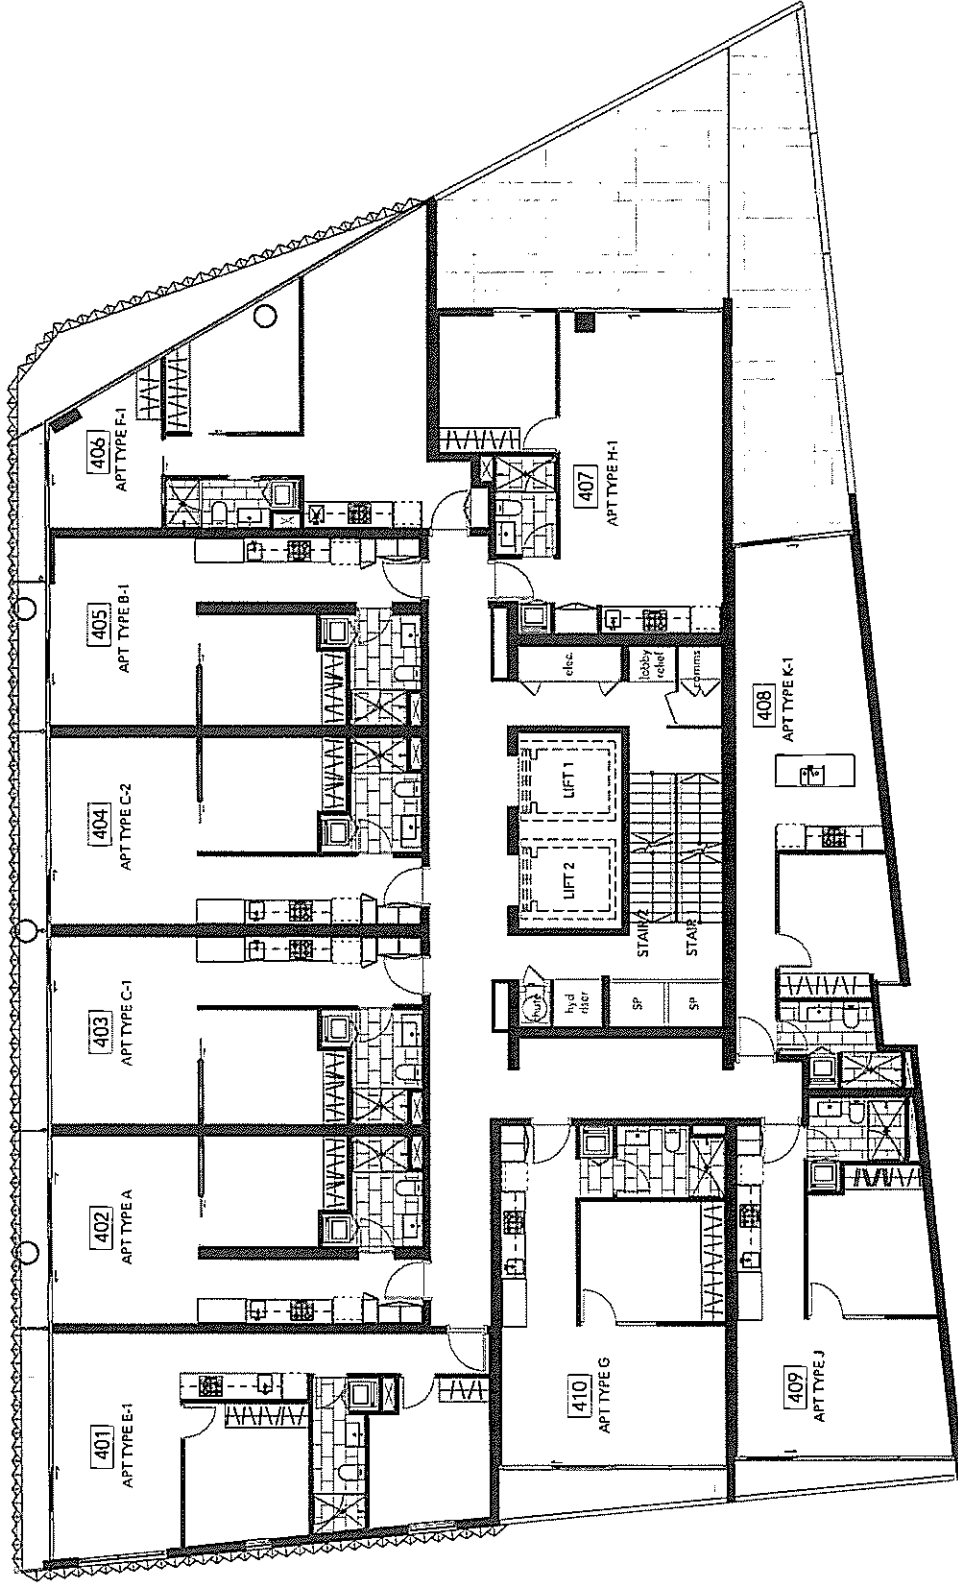 401
APT TYPE E-1
402
APT TYPE A
403
APT TYPE C-1
404
APT TYPE C-2
405
APT TYPE B-1
406
APT TYPE F-1
407
APT TYPE H-1
408
APT TYPE K-1
409
APT TYPE J
410
APT TYPE G
LIFT 1
LIFT 2
STAIR
elec.
lobby
relief
comms
hyd
riser
SP
SP